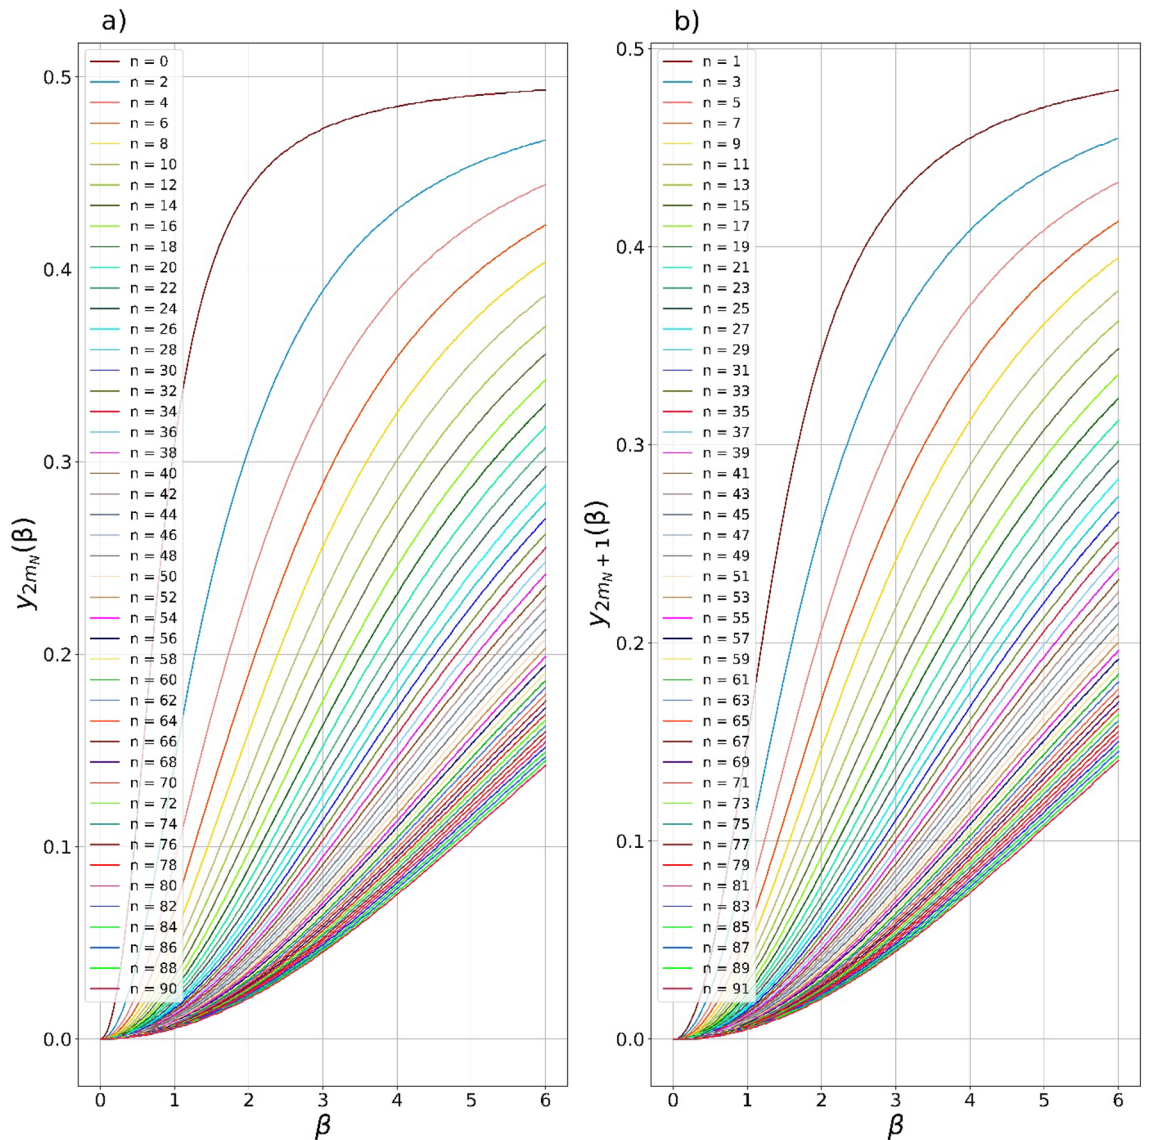 a)
n = 0
n = 2
n = 4
n = 6
n = 8
n = 10
n = 12
n = 14
n = 16
n = 18
n = 20
n = 22
n = 24
n = 26
n = 28
n = 30
n = 32
n = 34
n = 36
n = 38
n = 40
n = 42
n = 44
n = 46
n = 48
n = 50
n = 52
n = 54
n = 56
n = 58
n = 60
n = 62
n = 64
n = 66
n = 68
n = 70
n = 72
n = 74
n = 76
n = 78
n = 80
n = 82
n = 84
n = 86
n = 88
n = 90
0.5
0.4
0.3
0.2
0.1
0.0
y_{2m_N}(β)
0 1 2 3 4 5 6
β
b)
n = 1
n = 3
n = 5
n = 7
n = 9
n = 11
n = 13
n = 15
n = 17
n = 19
n = 21
n = 23
n = 25
n = 27
n = 29
n = 31
n = 33
n = 35
n = 37
n = 39
n = 41
n = 43
n = 45
n = 47
n = 49
n = 51
n = 53
n = 55
n = 57
n = 59
n = 61
n = 63
n = 65
n = 67
n = 69
n = 71
n = 73
n = 75
n = 77
n = 79
n = 81
n = 83
n = 85
n = 87
n = 89
n = 91
0.5
0.4
0.3
0.2
0.1
0.0
y_{2m_N+1}(β)
0 1 2 3 4 5 6
β